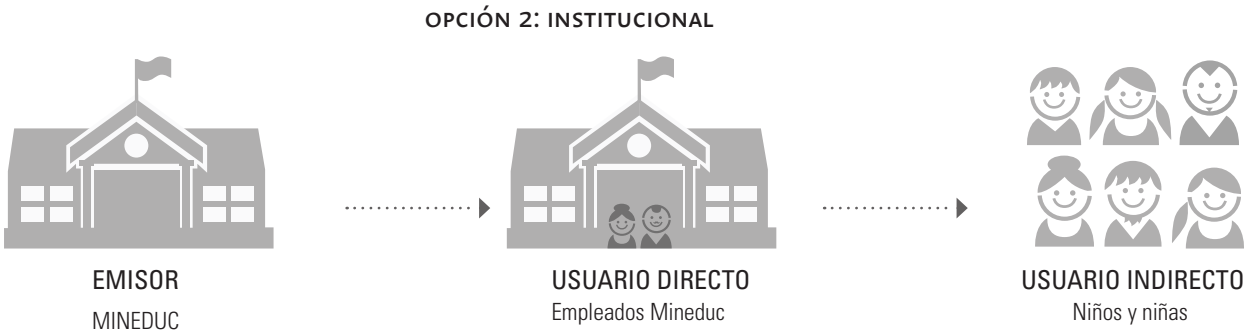 OPCIÓN 2: INSTITUCIONAL
EMISOR
MINEDUC
USUARIO DIRECTO
Empleados Mineduc
USUARIO INDIRECTO
Niños y niñas